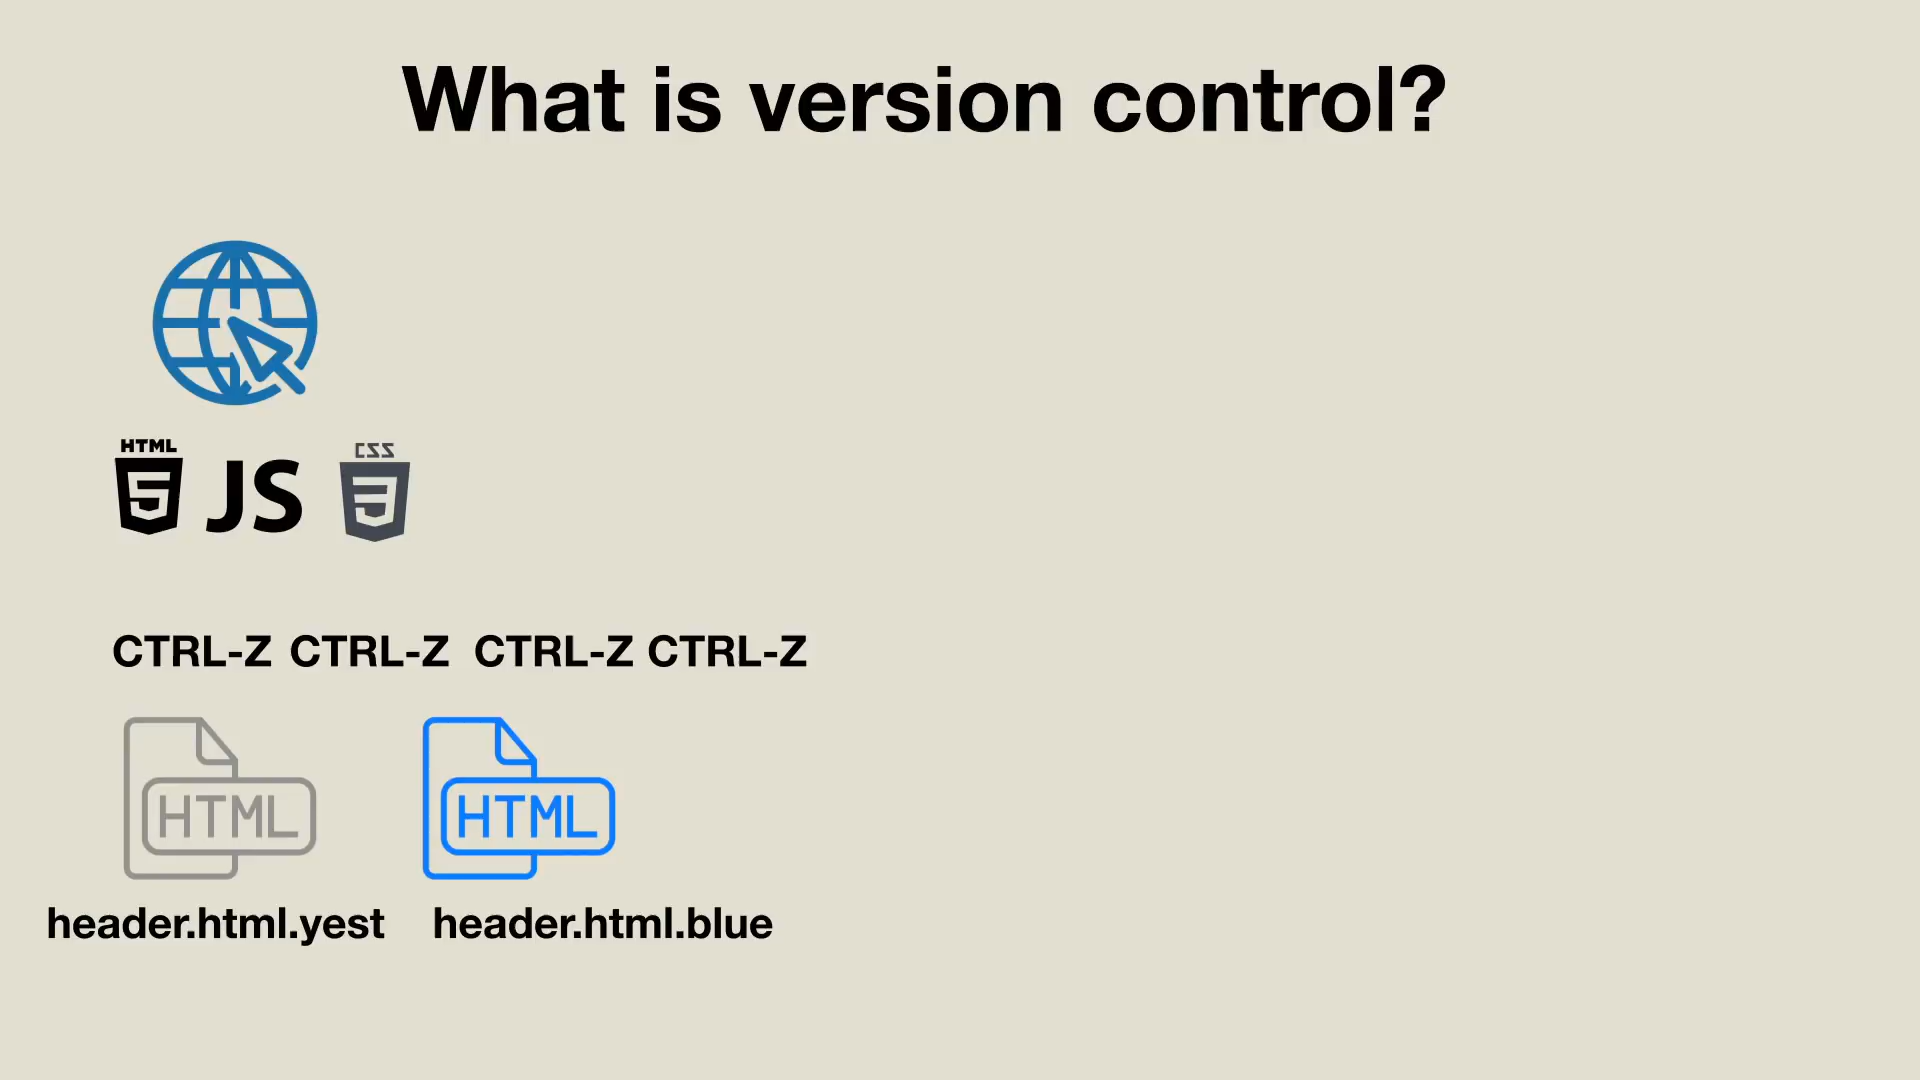 What is version control?
HTML
CSS
JS
CTRL-Z CTRL-Z CTRL-Z CTRL-Z
HTML HTML
header.html.yest header.html.blue